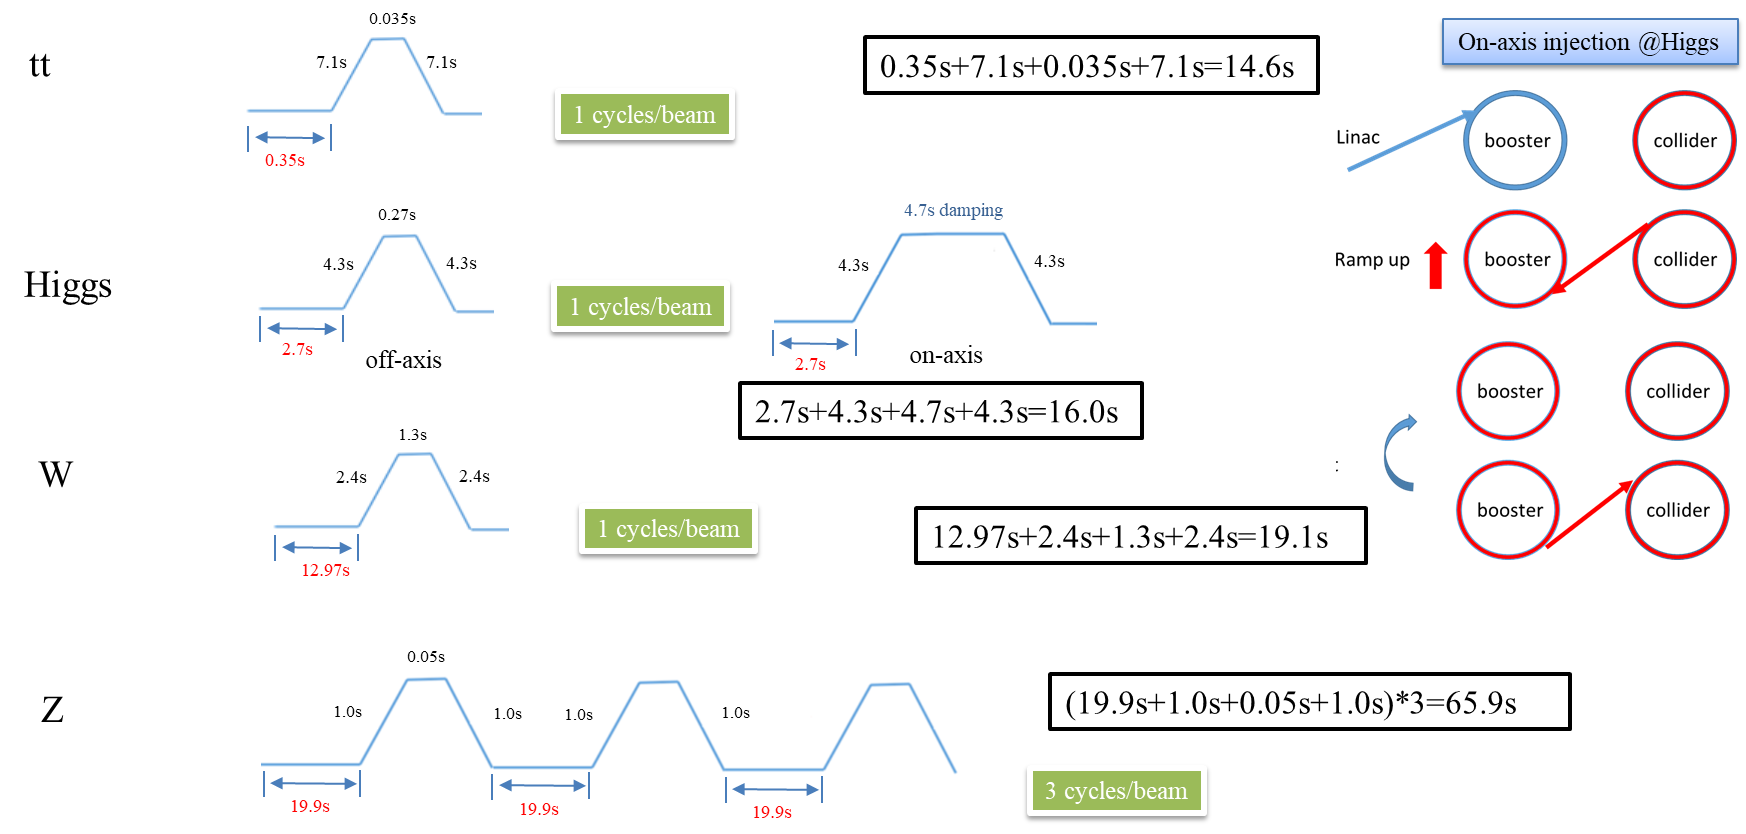 tt
0.035s
7.1s
7.1s
0.35s
1 cycles/beam
0.35s+7.1s+0.035s+7.1s=14.6s
Higgs
0.27s
4.3s
4.3s
2.7s
off-axis
1 cycles/beam
4.7s damping
4.3s
4.3s
2.7s
on-axis
2.7s+4.3s+4.7s+4.3s=16.0s
W
1.3s
2.4s
2.4s
12.97s
1 cycles/beam
12.97s+2.4s+1.3s+2.4s=19.1s
Z
0.05s
1.0s
1.0s
1.0s
1.0s
19.9s
19.9s
19.9s
(19.9s+1.0s+0.05s+1.0s)*3=65.9s
3 cycles/beam
On-axis injection @Higgs
Linac
booster
collider
Ramp up
booster
collider
booster
collider
:
booster
collider